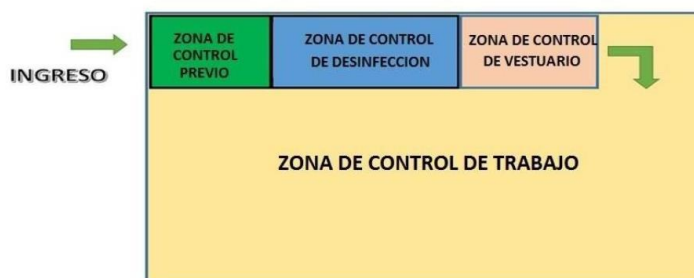 INGRESO
ZONA DE
CONTROL
PREVIO
ZONA DE CONTROL
DE DESINFECCION
ZONA DE CONTROL
DE VESTUARIO
ZONA DE CONTROL DE TRABAJO